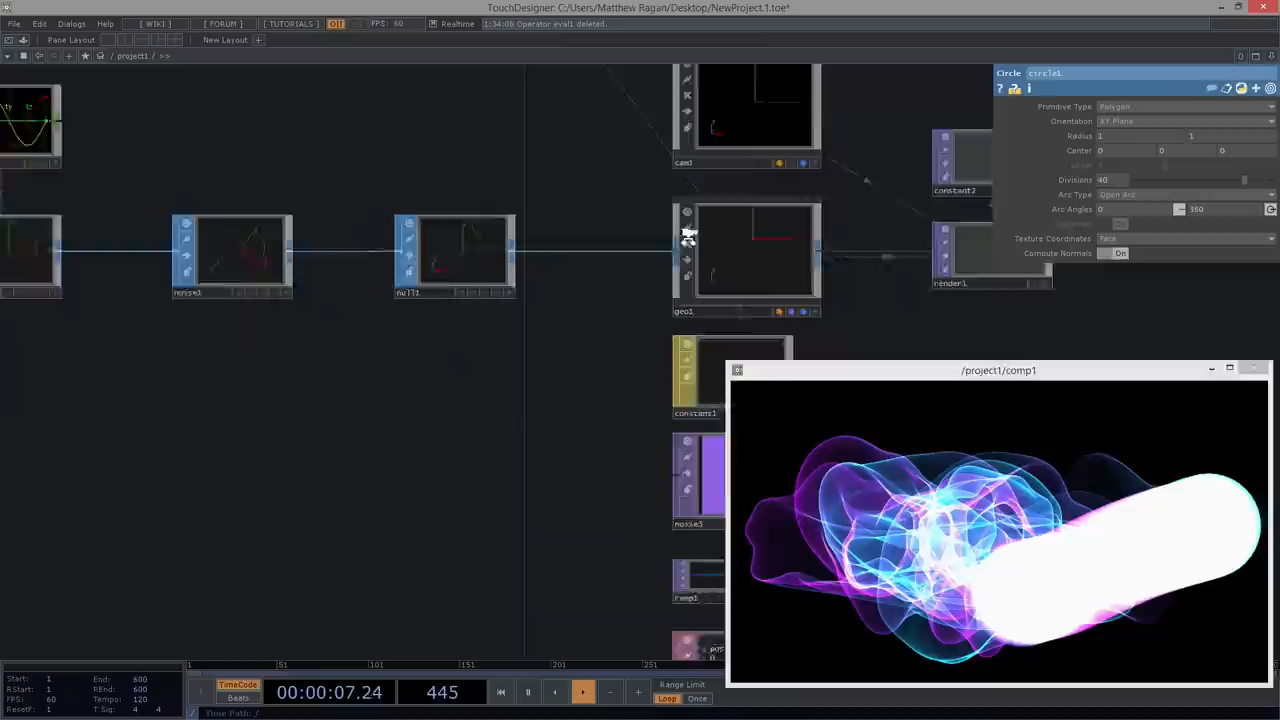 TouchDesigner: C:/Users/Matthew Ragan/Desktop/NewProject.1.toe*
File Edit Dialogs Help [ WIKI ] [ FORUM ] [ TUTORIALS ] O|I FPS: 60 Realtime 1:34:08 Operator eval1 deleted.
Pane Layout New Layout +
/ project1 / >>
Circle circle1
? i
Primitive Type Polygon
Orientation XY Plane
Radius 1 1
Center 0 0 0
Divisions 40
Arc Type Open Arc
Arc Angles 0 360
Texture Coordinates Face
Compute Normals On
ty tz
cam1
constant2
noise1
null1
geo1
render1
constant1
noise3
ramp1
/project1/comp1
1 51 101 151 201 251
Start: 1 End: 600
RStart: 1 REnd: 600
FPS: 60 Tempo: 120
ResetF: 1 T Sig: 4 4
TimeCode
Beats
00:00:07.24
445
Range Limit
Loop Once
/ Time Path: /